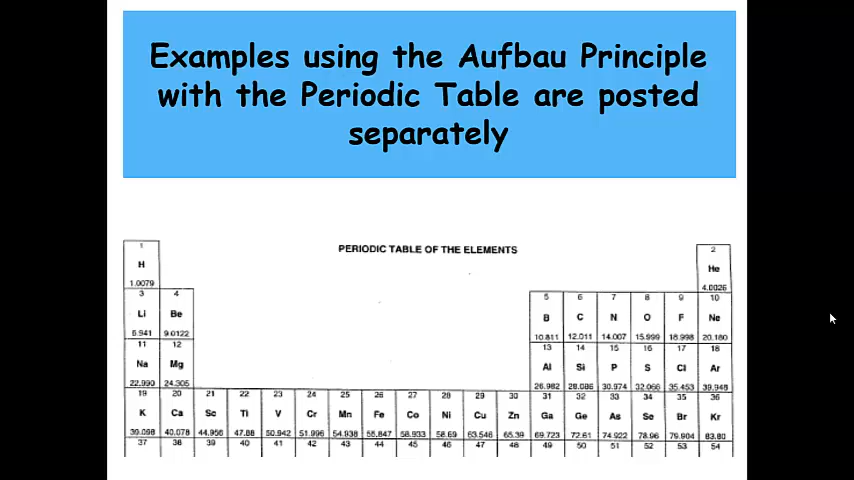 Examples using the Aufbau Principle
with the Periodic Table are posted
separately
PERIODIC TABLE OF THE ELEMENTS
1 2
H He
1.0079 4.0026
3 4 5 6 7 8 9 10
Li Be B C N O F Ne
6.941 9.0122 10.811 12.011 14.007 15.999 18.998 20.180
11 12 13 14 15 16 17 18
Na Mg Al Si P S Cl Ar
22.990 24.305 26.982 28.086 30.974 32.066 35.453 39.948
19 20 21 22 23 24 25 26 27 28 29 30 31 32 33 34 35 36
K Ca Sc Ti V Cr Mn Fe Co Ni Cu Zn Ga Ge As Se Br Kr
39.098 40.078 44.956 47.88 50.942 51.996 54.938 55.847 58.933 58.69 63.546 65.39 69.723 72.61 74.922 78.96 79.904 83.80
37 38 39 40 41 42 43 44 45 46 47 48 49 50 51 52 53 54